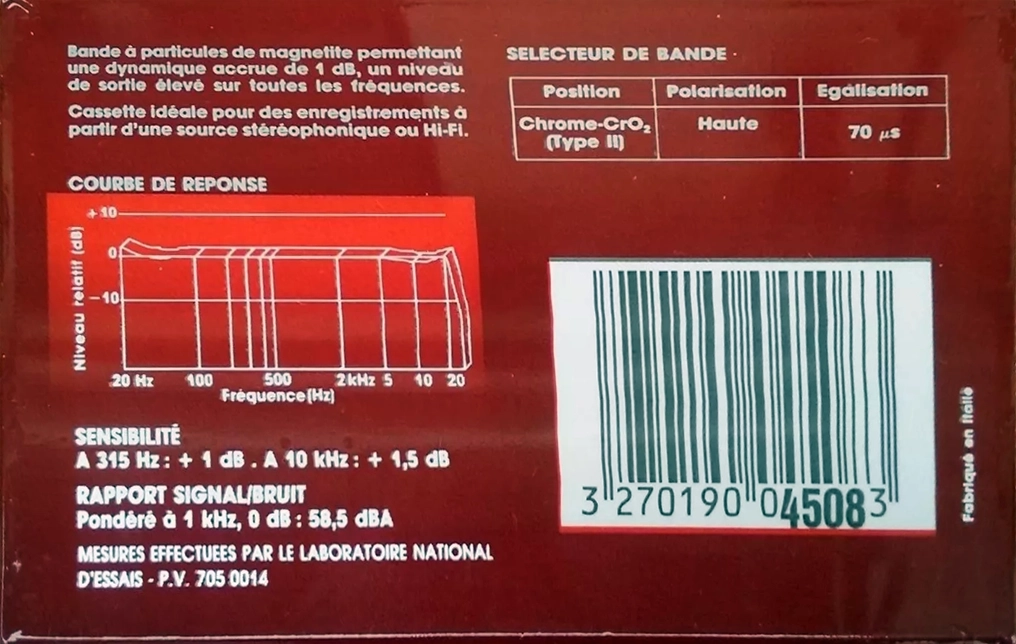 Bande à particules de magnetite permettant
une dynamique accrue de 1 dB, un niveau
de sortie élevé sur toutes les fréquences.
Cassette idéale pour des enregistrements à
partir d'une source stéréophonique ou Hi-Fi.
SELECTEUR DE BANDE
Position Polarisation Egalisation
Chrome-CrO₂ Haute 70 µs
(Type II)
COURBE DE REPONSE
Niveau relatif (dB)
+10
0
-10
20 Hz 100 500 2kHz 5 10 20
Fréquence(Hz)
SENSIBILITÉ
A 315 Hz : + 1 dB . A 10 kHz : + 1,5 dB
RAPPORT SIGNAL/BRUIT
Pondéré à 1 kHz, 0 dB : 58,5 dBA
MESURES EFFECTUEES PAR LE LABORATOIRE NATIONAL
D'ESSAIS - P.V. 705 0014
3 270190 045083
Fabriqué en Italie